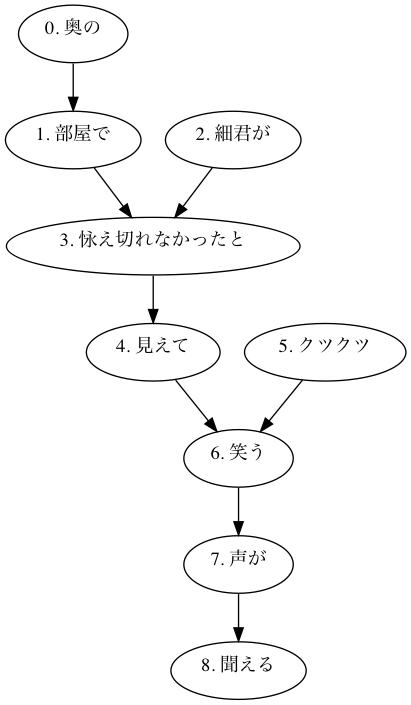 0. 奥の
1. 部屋で
2. 細君が
3. 怺え切れなかったと
4. 見えて
5. クツクツ
6. 笑う
7. 声が
8. 聞える